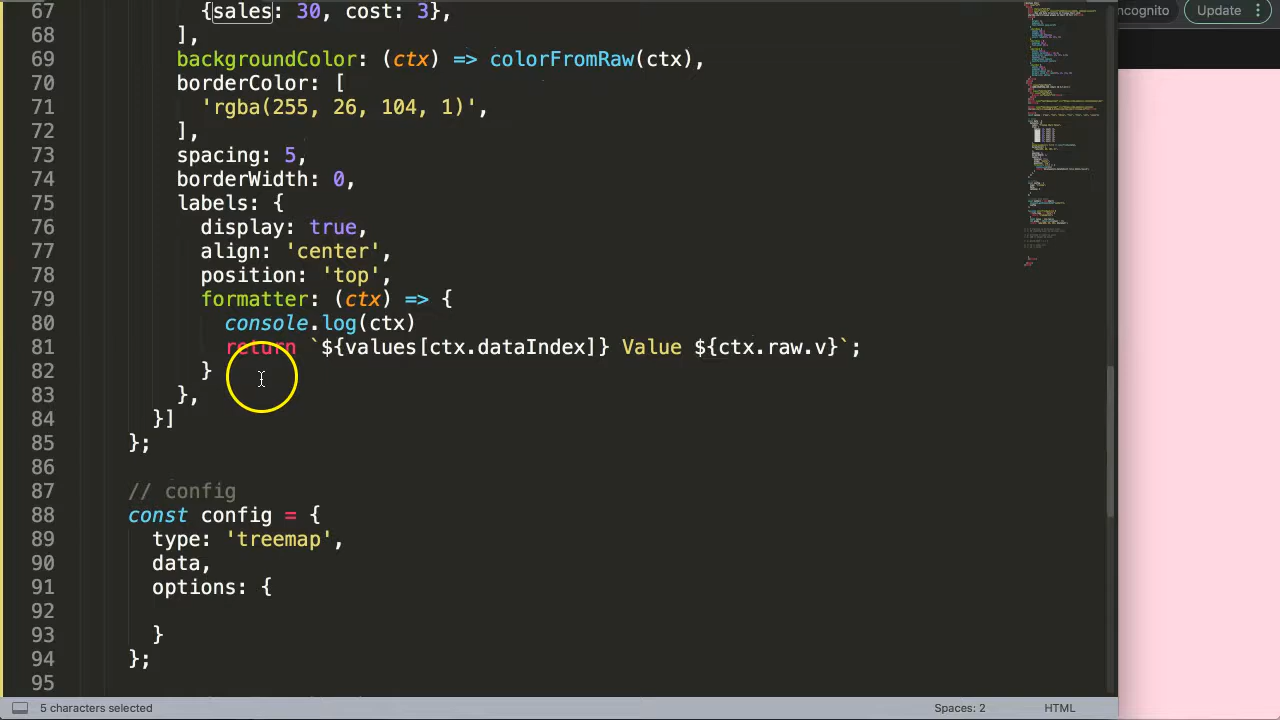 67 {sales: 30, cost: 3},
ncognito
Update
68 ],
69 backgroundColor: (ctx) => colorFromRaw(ctx),
70 borderColor: [
71 'rgba(255, 26, 104, 1)',
72 ],
73 spacing: 5,
74 borderWidth: 0,
75 labels: {
76 display: true,
77 align: 'center',
78 position: 'top',
79 formatter: (ctx) => {
80 console.log(ctx)
81 return `${values[ctx.dataIndex]} Value ${ctx.raw.v}`;
82 }
83 },
84 }]
85 };
86
87 // config
88 const config = {
89 type: 'treemap',
90 data,
91 options: {
92
93 }
94 };
95
5 characters selected
Spaces: 2
HTML